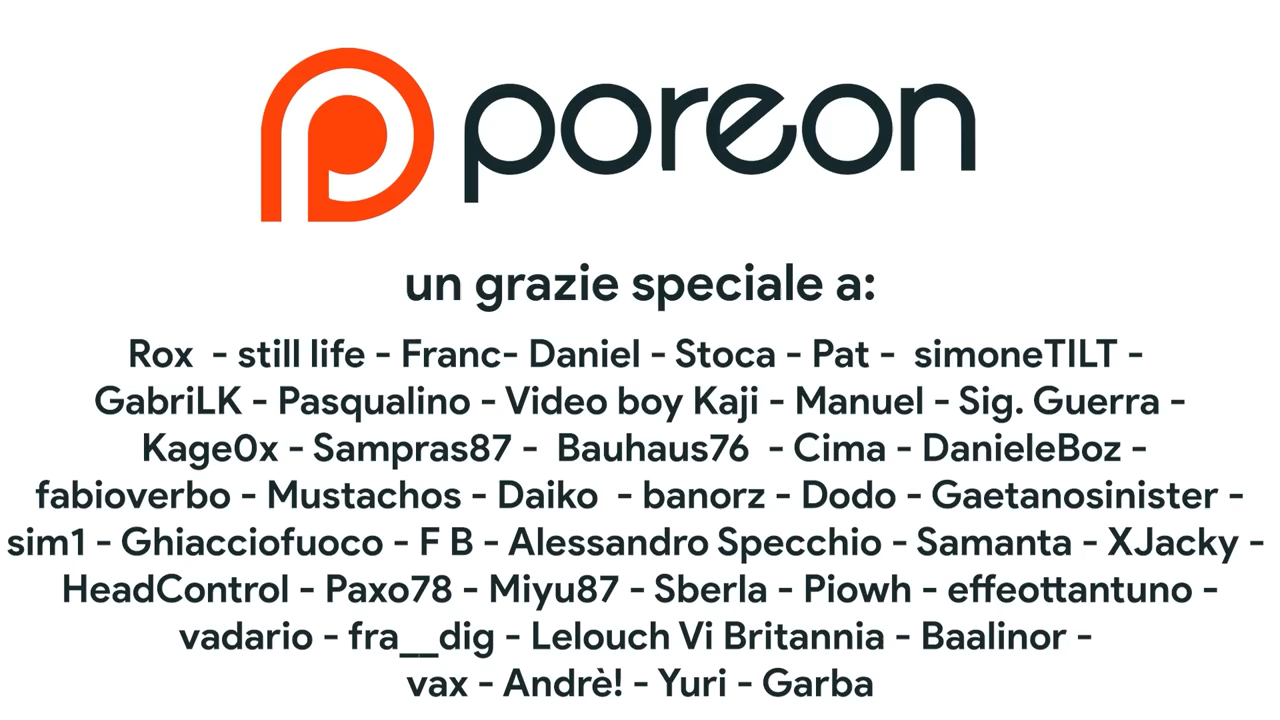 poreon
un grazie speciale a:
Rox - still life - Franc- Daniel - Stoca - Pat - simoneTILT -
GabriLK - Pasqualino - Video boy Kaji - Manuel - Sig. Guerra -
Kage0x - Sampras87 - Bauhaus76 - Cima - DanieleBoz -
fabioverbo - Mustachos - Daiko - banorz - Dodo - Gaetanosinister -
sim1 - Ghiacciofuoco - F B - Alessandro Specchio - Samanta - XJacky -
HeadControl - Paxo78 - Miyu87 - Sberla - Piowh - effeottantuno -
vadario - fra__dig - Lelouch Vi Britannia - Baalinor -
vax - Andrè! - Yuri - Garba